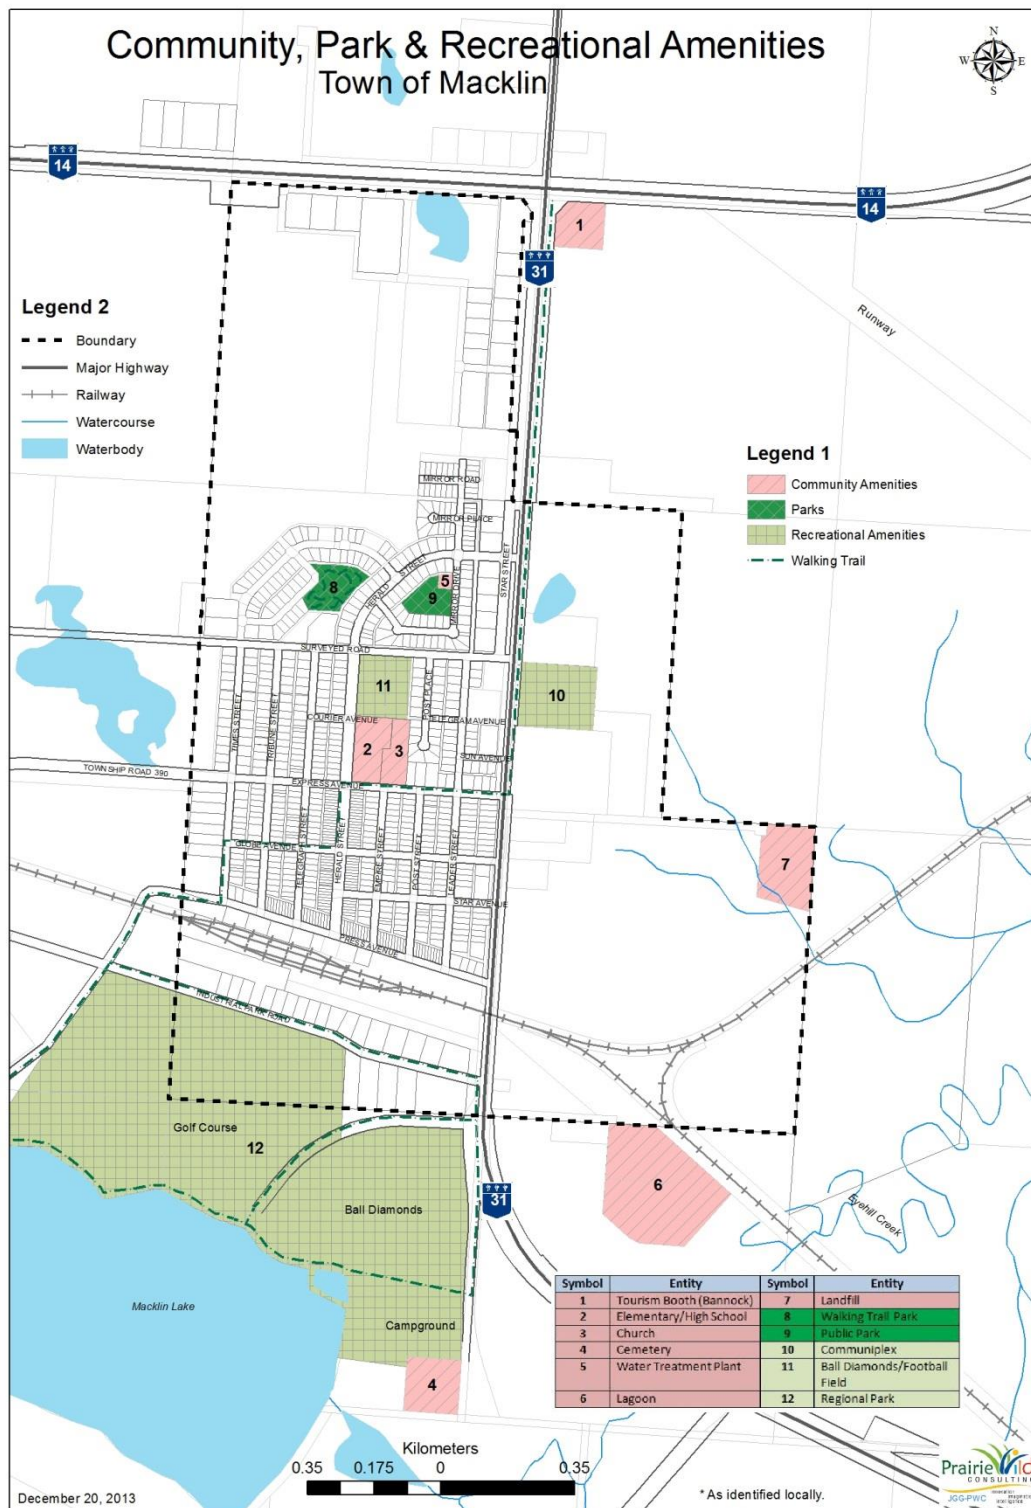 Community, Park & Recreational Amenities
Town of Macklin
N
W E
S
14
14
1
31
Legend 2
Boundary
Major Highway
Railway
Watercourse
Waterbody
Runway
Legend 1
Community Amenities
Parks
Recreational Amenities
Walking Trail
MIRROR ROAD
MIRROR PLACE
HERALD STREET
STAR STREET
MIRROR DRIVE
8
5
9
SURVEYED ROAD
11
10
POST PLACE
TIMES STREET
TRIBUNE STREET
COURIER AVENUE
TELEGRAM AVENUE
2
3
SUN AVENUE
TOWNSHIP ROAD 390
EXPRESS AVENUE
GLOBE AVENUE
TELEGRAPH STREET
HERALD STREET
EMPIRE STREET
POST STREET
LEADER STREET
7
STAR AVENUE
PRESS AVENUE
INDUSTRIAL PARK ROAD
Golf Course
12
6
31
Ball Diamonds
Eyehill Creek
Macklin Lake
Campground
4
Symbol Entity Symbol Entity
1 Tourism Booth (Bannock) 7 Landfill
2 Elementary/High School 8 Walking Trail Park
3 Church 9 Public Park
4 Cemetery 10 Communiplex
5 Water Treatment Plant 11 Ball Diamonds/Football
Field
6 Lagoon 12 Regional Park
Kilometers
0.35 0.175 0 0.35
December 20, 2013
* As identified locally.
PrairieWild
CONSULTING
JGG-PWC